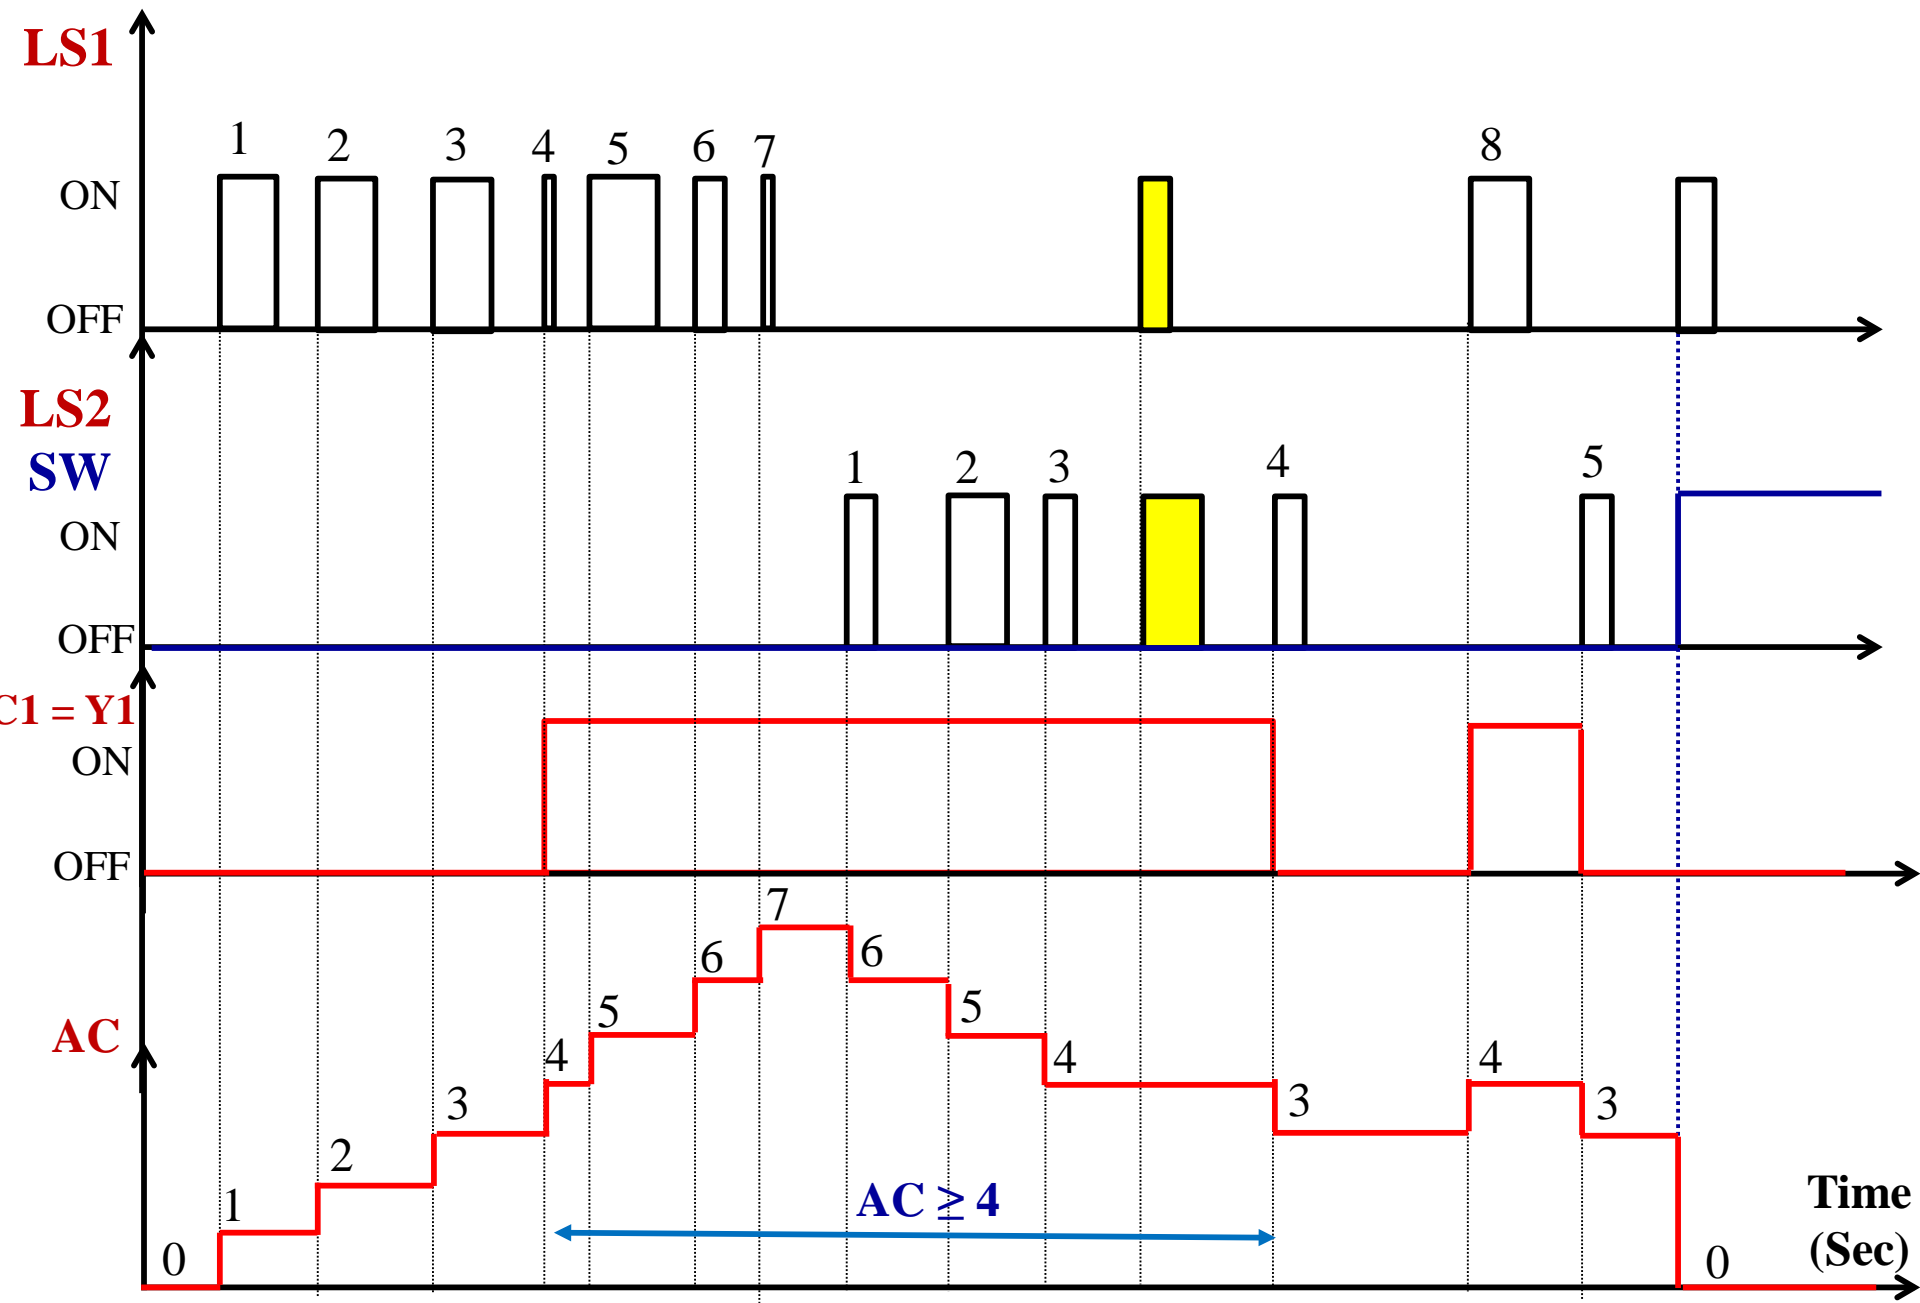 LS1
1 2 3 4 5 6 7 8
ON
OFF
LS2
SW
1 2 3 4 5
ON
OFF
C1 = Y1
ON
OFF
7
6 6
5 5
AC
4 4 4
3 3 3
2
AC ≥ 4
1
Time
(Sec)
0 0